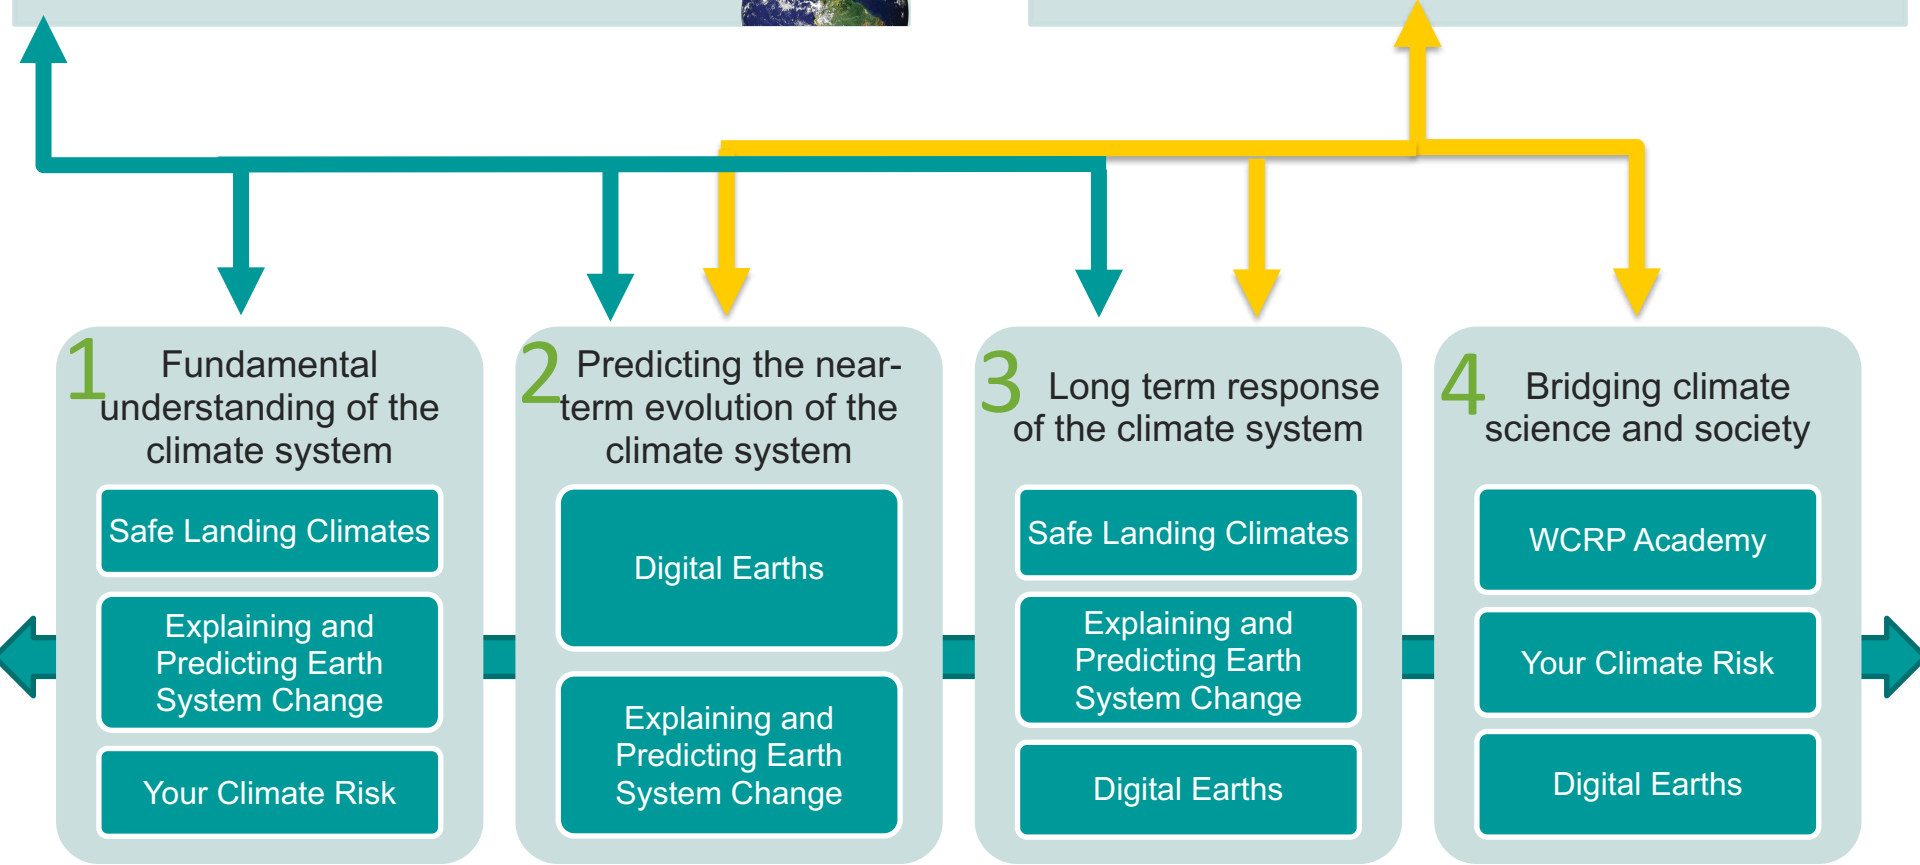 1
Fundamental
understanding of the
climate system
Safe Landing Climates
Explaining and
Predicting Earth
System Change
Your Climate Risk
2
Predicting the near-
term evolution of the
climate system
Digital Earths
Explaining and
Predicting Earth
System Change
3
Long term response
of the climate system
Safe Landing Climates
Explaining and
Predicting Earth
System Change
Digital Earths
4
Bridging climate
science and society
WCRP Academy
Your Climate Risk
Digital Earths